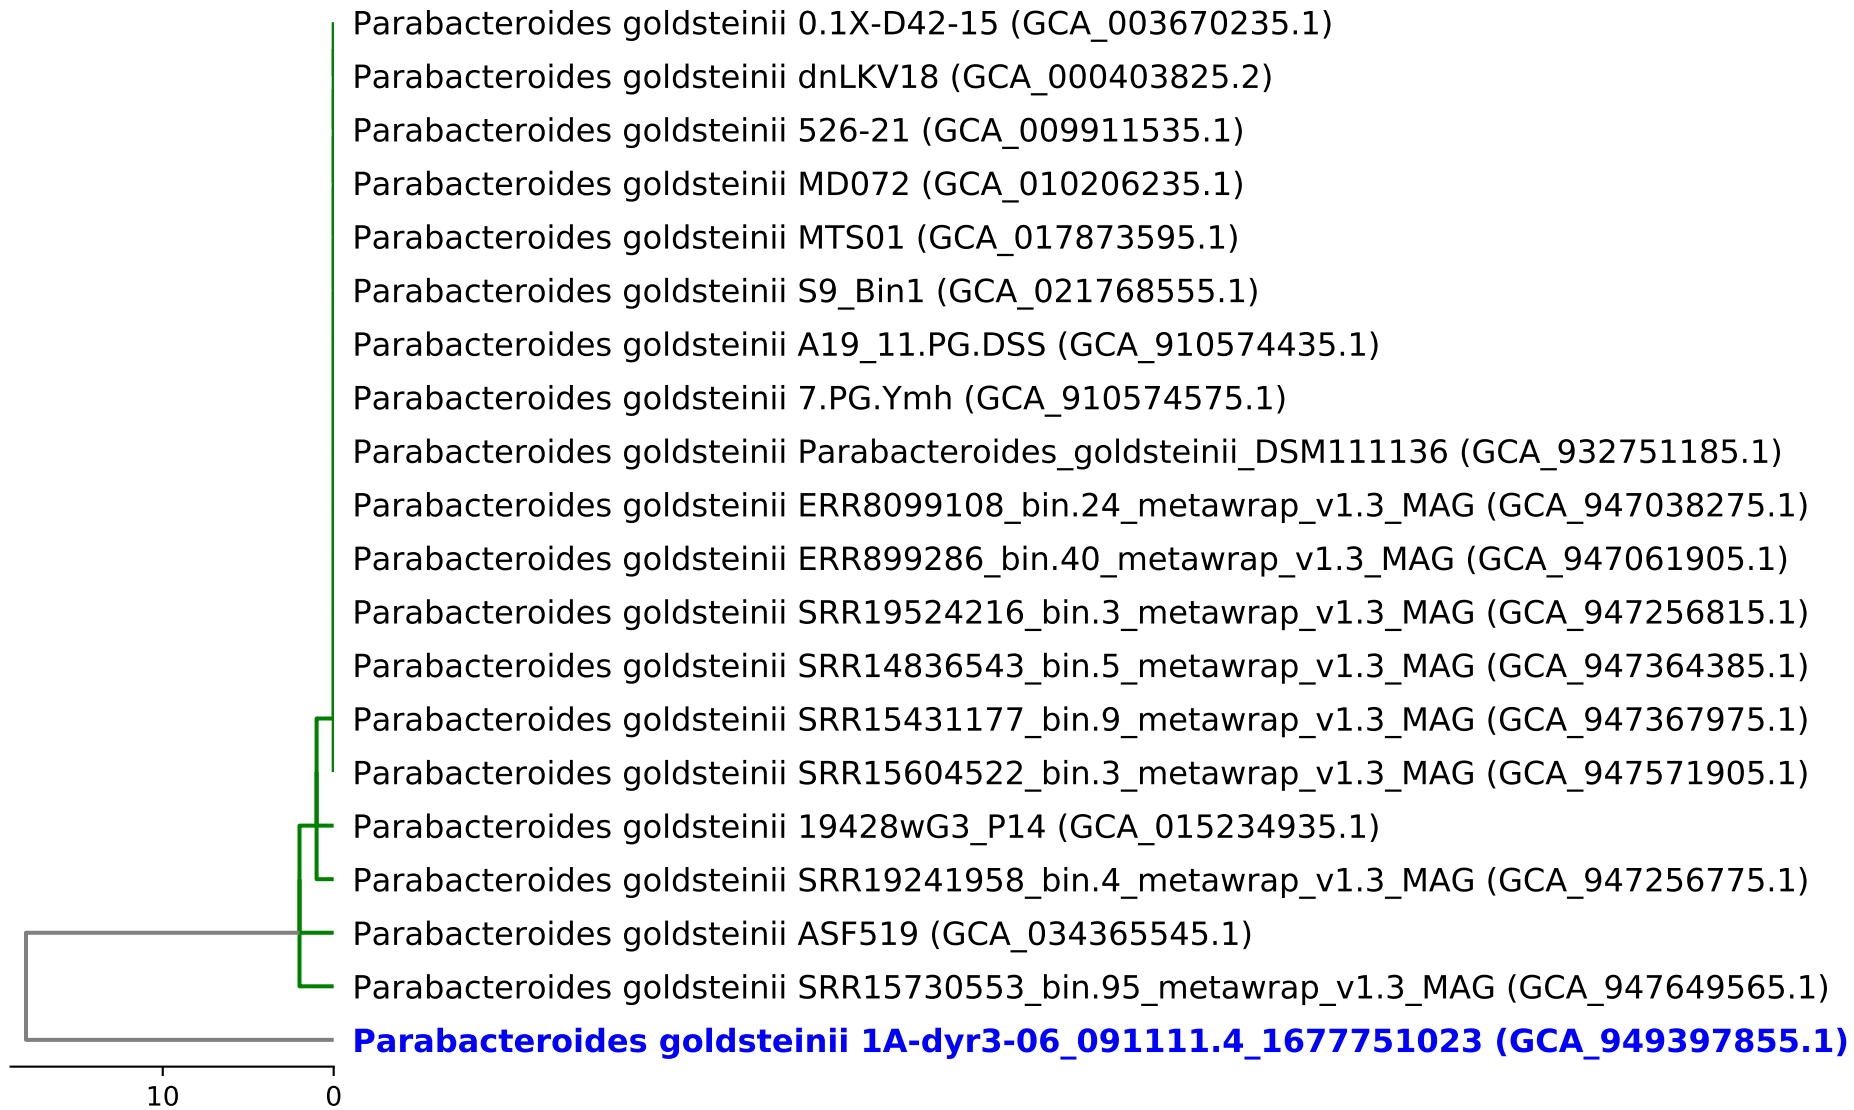 Parabacteroides goldsteinii 0.1X-D42-15 (GCA_003670235.1)
Parabacteroides goldsteinii dnLKV18 (GCA_000403825.2)
Parabacteroides goldsteinii 526-21 (GCA_009911535.1)
Parabacteroides goldsteinii MD072 (GCA_010206235.1)
Parabacteroides goldsteinii MTS01 (GCA_017873595.1)
Parabacteroides goldsteinii S9_Bin1 (GCA_021768555.1)
Parabacteroides goldsteinii A19_11.PG.DSS (GCA_910574435.1)
Parabacteroides goldsteinii 7.PG.Ymh (GCA_910574575.1)
Parabacteroides goldsteinii Parabacteroides_goldsteinii_DSM111136 (GCA_932751185.1)
Parabacteroides goldsteinii ERR8099108_bin.24_metawrap_v1.3_MAG (GCA_947038275.1)
Parabacteroides goldsteinii ERR899286_bin.40_metawrap_v1.3_MAG (GCA_947061905.1)
Parabacteroides goldsteinii SRR19524216_bin.3_metawrap_v1.3_MAG (GCA_947256815.1)
Parabacteroides goldsteinii SRR14836543_bin.5_metawrap_v1.3_MAG (GCA_947364385.1)
Parabacteroides goldsteinii SRR15431177_bin.9_metawrap_v1.3_MAG (GCA_947367975.1)
Parabacteroides goldsteinii SRR15604522_bin.3_metawrap_v1.3_MAG (GCA_947571905.1)
Parabacteroides goldsteinii 19428wG3_P14 (GCA_015234935.1)
Parabacteroides goldsteinii SRR19241958_bin.4_metawrap_v1.3_MAG (GCA_947256775.1)
Parabacteroides goldsteinii ASF519 (GCA_034365545.1)
Parabacteroides goldsteinii SRR15730553_bin.95_metawrap_v1.3_MAG (GCA_947649565.1)
Parabacteroides goldsteinii 1A-dyr3-06_091111.4_1677751023 (GCA_949397855.1)
10 0